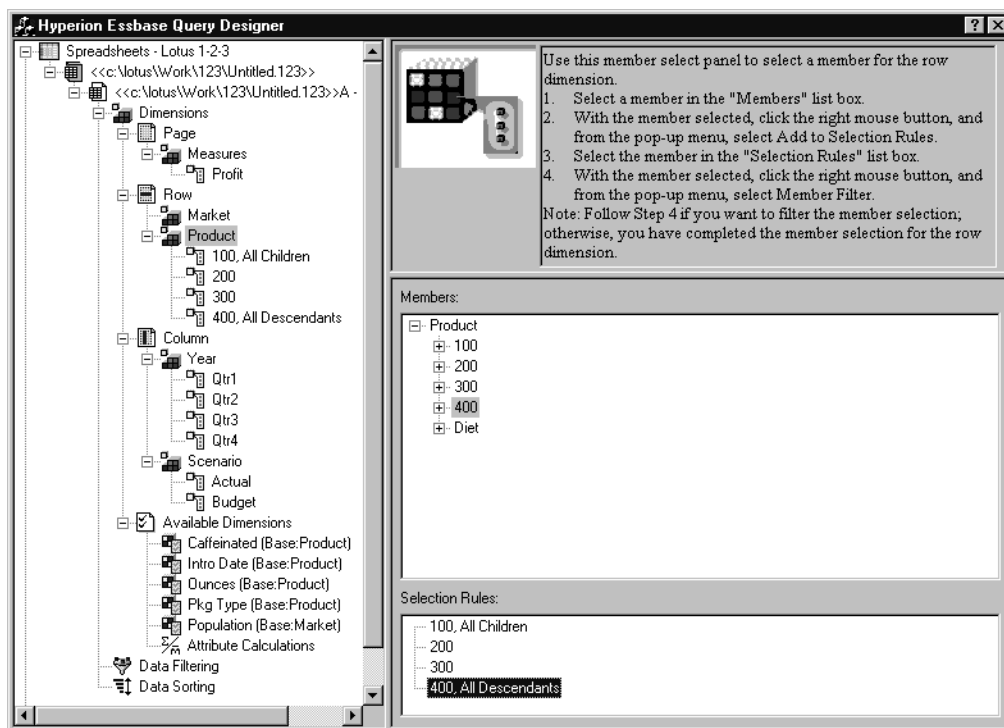 Hyperion Essbase Query Designer
Spreadsheets - Lotus 1-2-3
<<c:\lotus\Work\123\Untitled.123>>
<<c:\lotus\Work\123\Untitled.123>>A -
Dimensions
Page
Measures
Profit
Row
Market
Product
100, All Children
200
300
400, All Descendants
Column
Year
Qtr1
Qtr2
Qtr3
Qtr4
Scenario
Actual
Budget
Available Dimensions
Caffeinated (Base:Product)
Intro Date (Base:Product)
Ounces (Base:Product)
Pkg Type (Base:Product)
Population (Base:Market)
Attribute Calculations
Data Filtering
Data Sorting
Use this member select panel to select a member for the row
dimension.
1. Select a member in the "Members" list box.
2. With the member selected, click the right mouse button, and
from the pop-up menu, select Add to Selection Rules.
3. Select the member in the "Selection Rules" list box.
4. With the member selected, click the right mouse button, and
from the pop-up menu, select Member Filter.
Note: Follow Step 4 if you want to filter the member selection;
otherwise, you have completed the member selection for the row
dimension.
Members:
Product
100
200
300
400
Diet
Selection Rules:
100, All Children
200
300
400, All Descendants